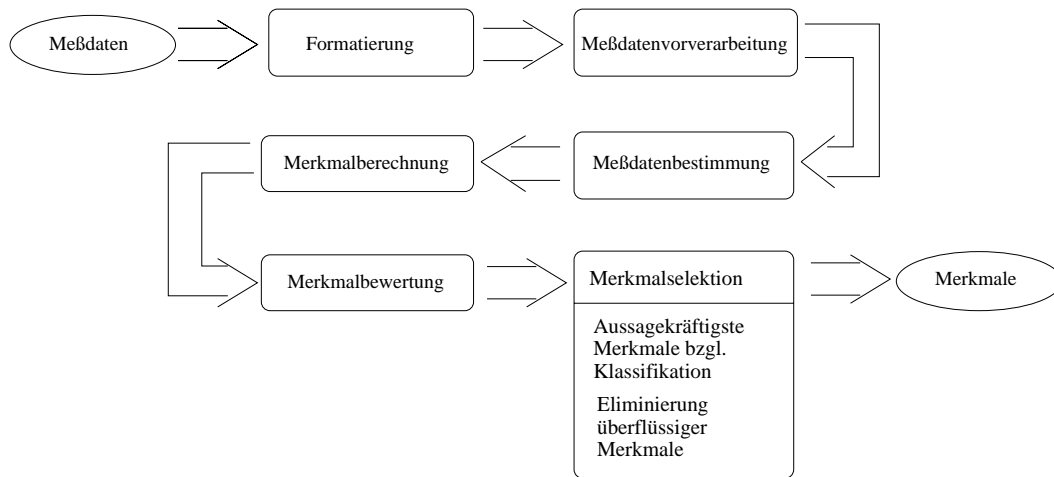 Meßdaten
Formatierung
Meßdatenvorverarbeitung
Meßdatenbestimmung
Merkmalberechnung
Merkmalbewertung
Merkmalselektion
Aussagekräftigste
Merkmale bzgl.
Klassifikation
Eliminierung
überflüssiger
Merkmale
Merkmale